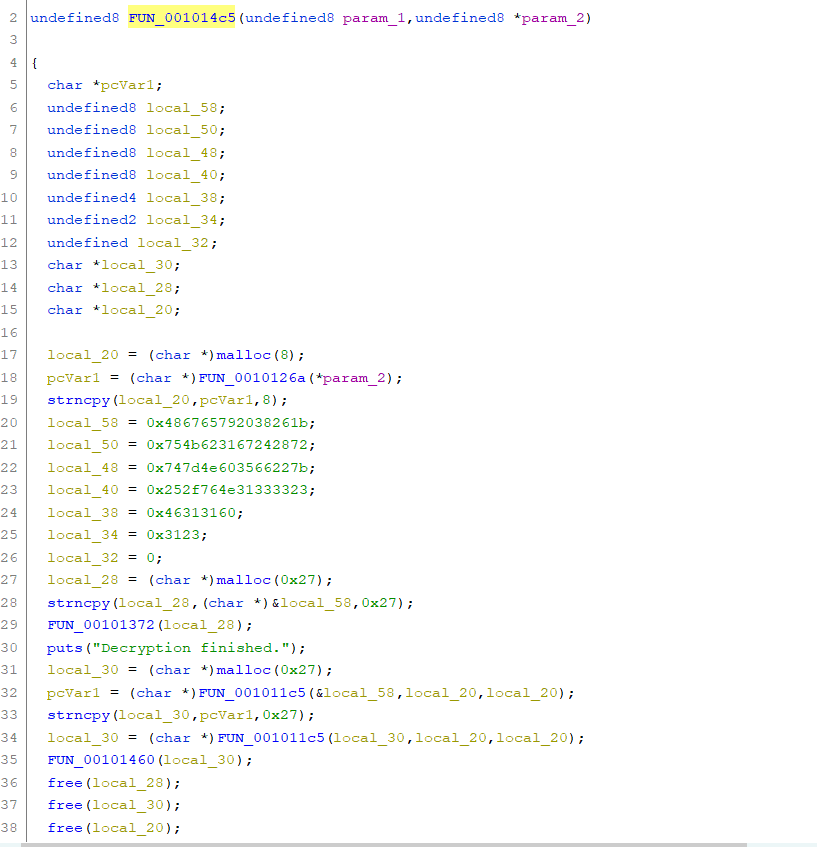 2 undefined8 FUN_001014c5(undefined8 param_1,undefined8 *param_2)
3
4 {
5 char *pcVar1;
6 undefined8 local_58;
7 undefined8 local_50;
8 undefined8 local_48;
9 undefined8 local_40;
10 undefined4 local_38;
11 undefined2 local_34;
12 undefined local_32;
13 char *local_30;
14 char *local_28;
15 char *local_20;
16
17 local_20 = (char *)malloc(8);
18 pcVar1 = (char *)FUN_0010126a(*param_2);
19 strncpy(local_20,pcVar1,8);
20 local_58 = 0x486765792038261b;
21 local_50 = 0x754b623167242872;
22 local_48 = 0x747d4e603566227b;
23 local_40 = 0x252f764e31333323;
24 local_38 = 0x46313160;
25 local_34 = 0x3123;
26 local_32 = 0;
27 local_28 = (char *)malloc(0x27);
28 strncpy(local_28,(char *)&local_58,0x27);
29 FUN_00101372(local_28);
30 puts("Decryption finished.");
31 local_30 = (char *)malloc(0x27);
32 pcVar1 = (char *)FUN_001011c5(&local_58,local_20,local_20);
33 strncpy(local_30,pcVar1,0x27);
34 local_30 = (char *)FUN_001011c5(local_30,local_20,local_20);
35 FUN_00101460(local_30);
36 free(local_28);
37 free(local_30);
38 free(local_20);